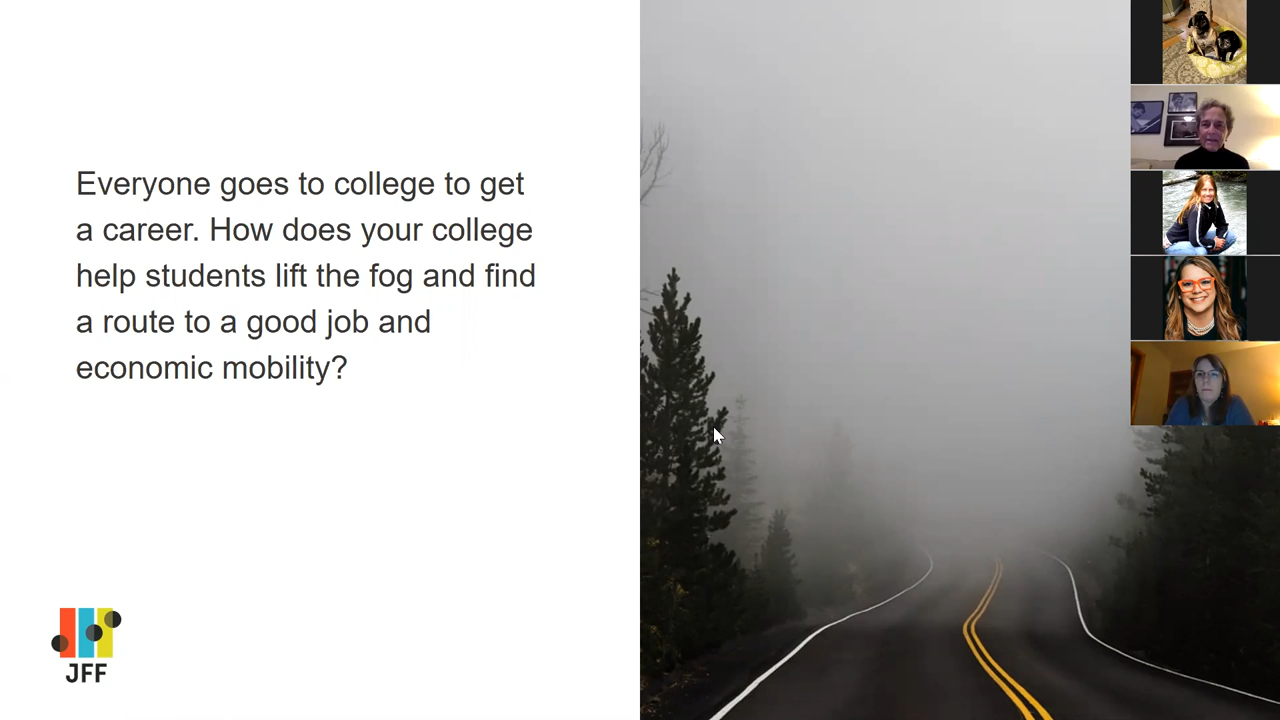 Everyone goes to college to get
a career. How does your college
help students lift the fog and find
a route to a good job and
economic mobility?
JFF